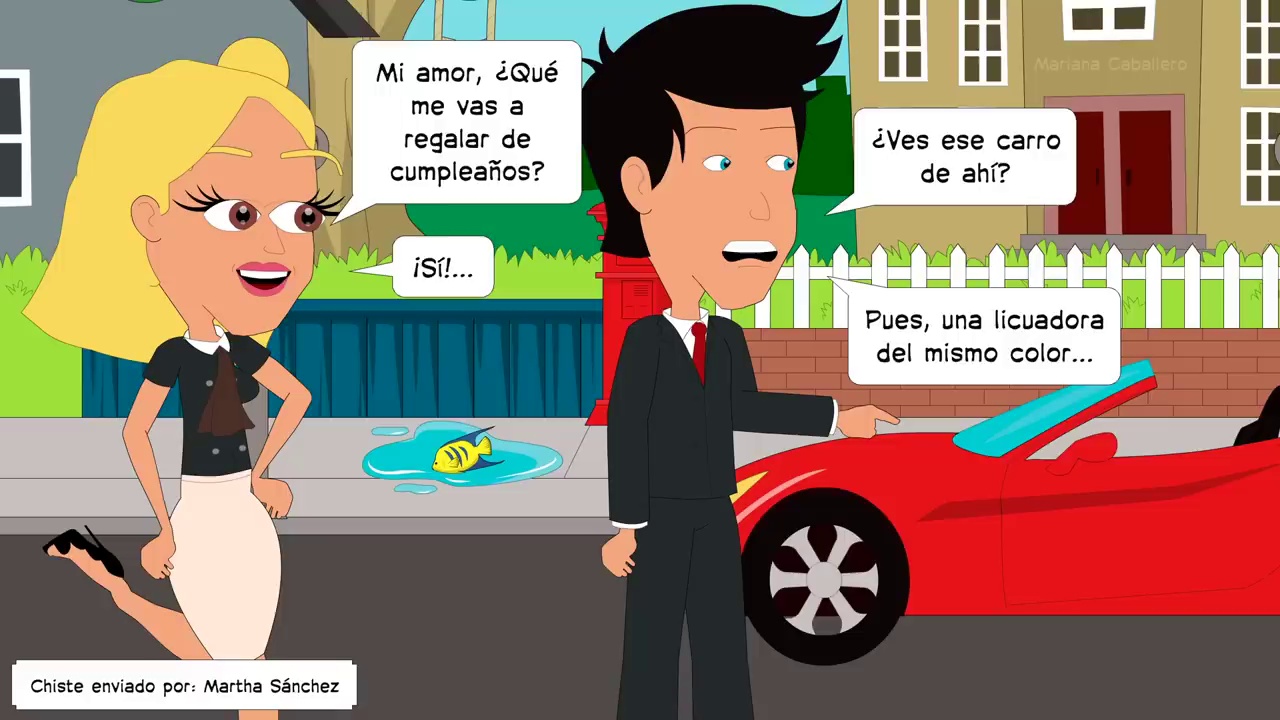 Mi amor, ¿Qué
me vas a
regalar de
cumpleaños?
¿Ves ese carro
de ahí?
¡Sí!...
Pues, una licuadora
del mismo color...
Mariana Caballero
Chiste enviado por: Martha Sánchez